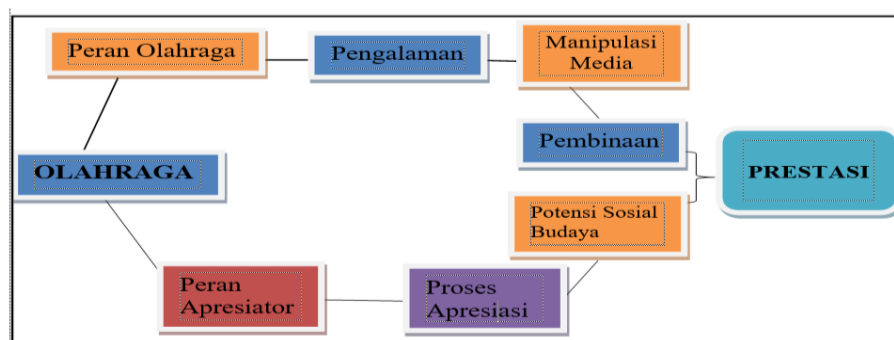 Peran Olahraga
Pengalaman
Manipulasi
Media
OLAHRAGA
Pembinaan
PRESTASI
Potensi Sosial
Budaya
Peran
Apresiator
Proses
Apresiasi